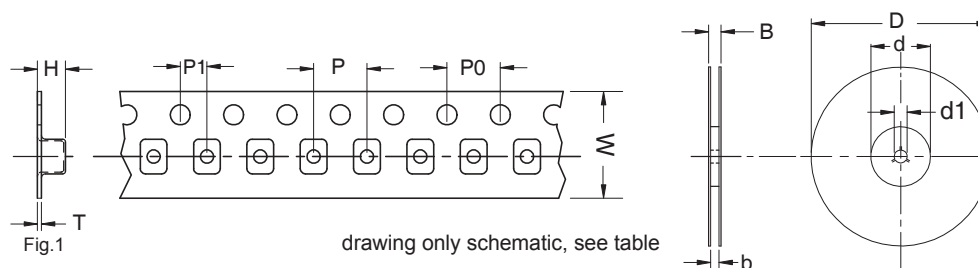 H
P1
P
P0
W
T
Fig.1
drawing only schematic, see table
B
D
d
d1
b